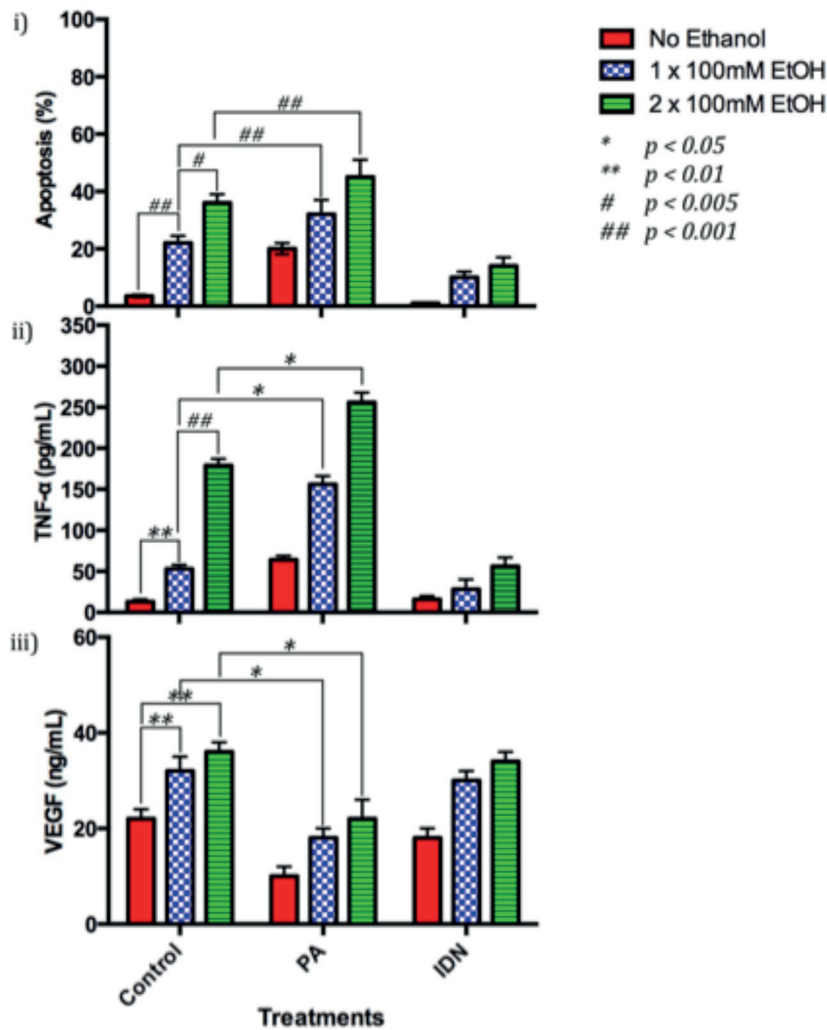 i)
Apoptosis (%)
100
80
60
40
20
0
##
#
##
##
No Ethanol
1 x 100mM EtOH
2 x 100mM EtOH
* p < 0.05
** p < 0.01
# p < 0.005
## p < 0.001
ii)
TNF-α (pg/mL)
350
300
250
200
150
100
50
0
**
##
*
*
iii)
VEGF (ng/mL)
60
40
20
0
**
**
*
*
Control
PA
IDN
Treatments